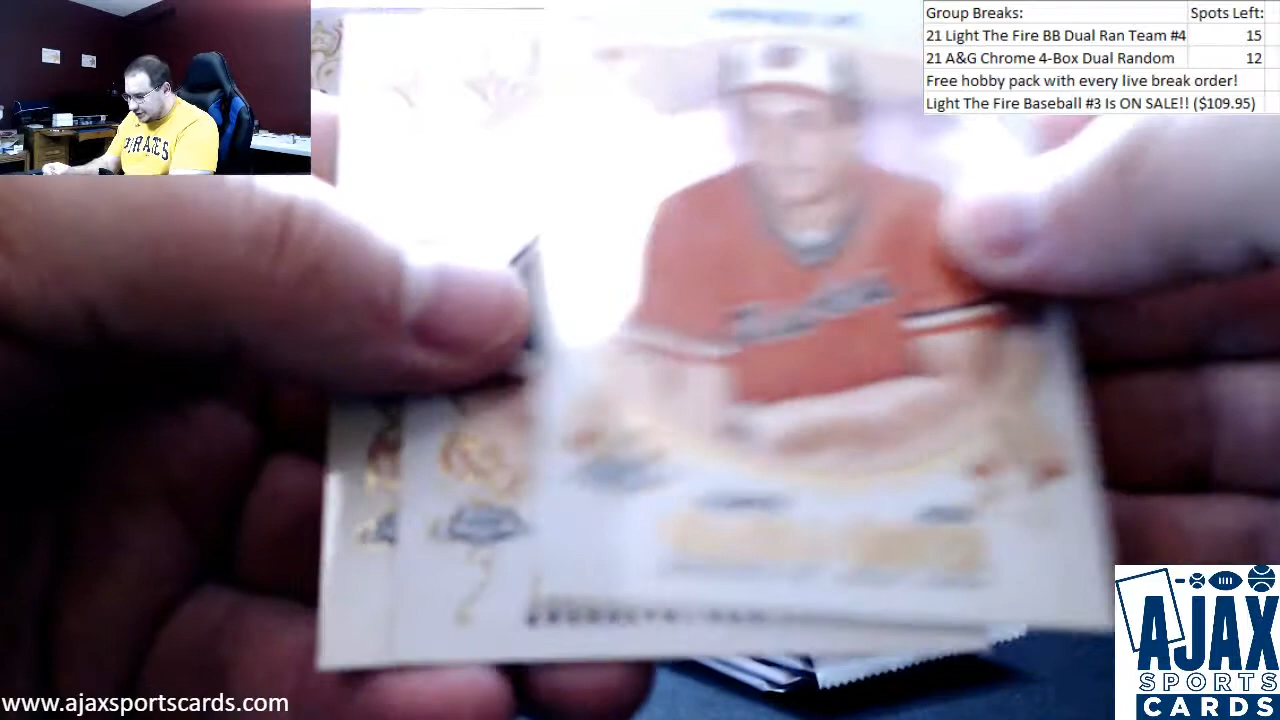 Group Breaks: Spots Left:
21 Light The Fire BB Dual Ran Team #4 15
21 A&G Chrome 4-Box Dual Random 12
Free hobby pack with every live break order!
Light The Fire Baseball #3 Is ON SALE!! ($109.95)
PIRATES
AJAX
SPORTS
CARDS
www.ajaxsportscards.com